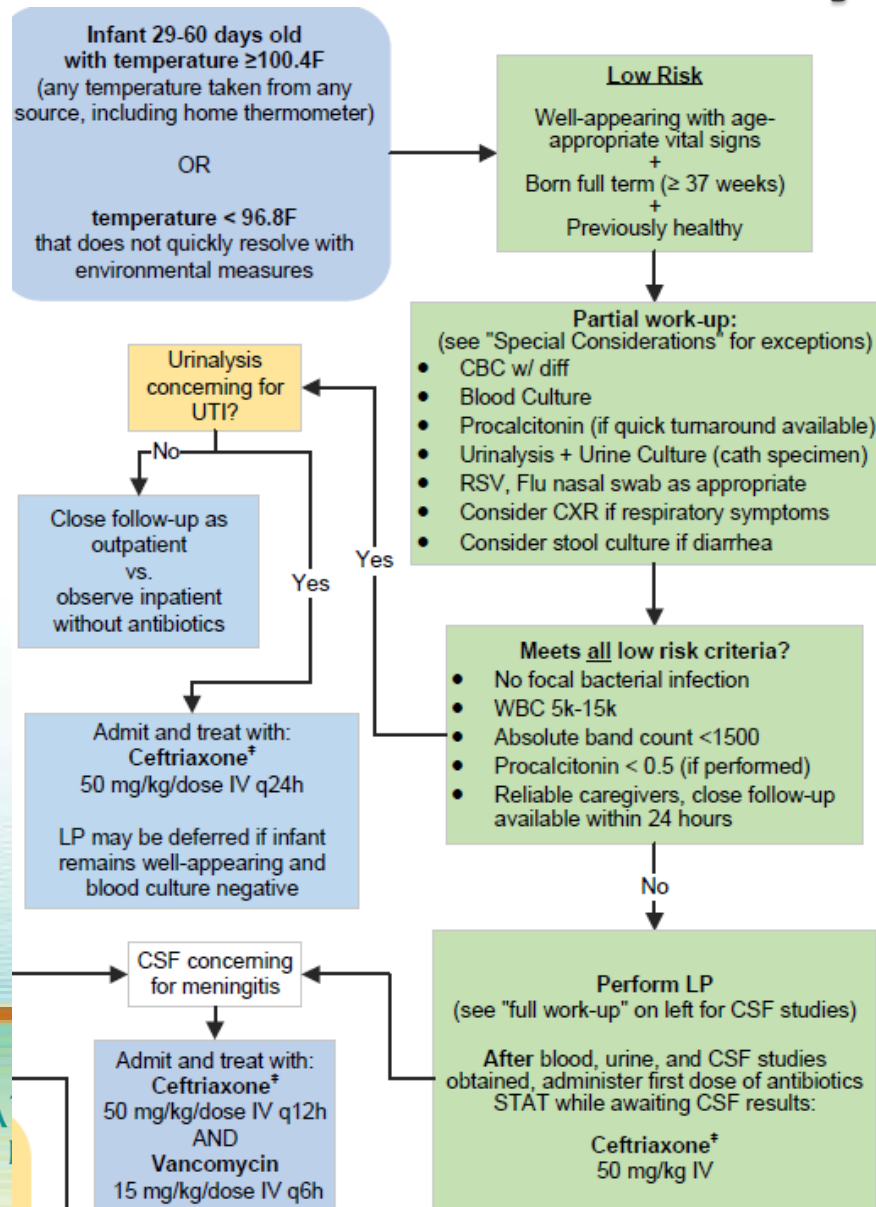 Infant 29-60 days old
with temperature ≥100.4F
(any temperature taken from any
source, including home thermometer)
OR
temperature < 96.8F
that does not quickly resolve with
environmental measures
Low Risk
Well-appearing with age-
appropriate vital signs
+
Born full term (≥ 37 weeks)
+
Previously healthy
Partial work-up:
(see "Special Considerations" for exceptions)
• CBC w/ diff
• Blood Culture
• Procalcitonin (if quick turnaround available)
• Urinalysis + Urine Culture (cath specimen)
• RSV, Flu nasal swab as appropriate
• Consider CXR if respiratory symptoms
• Consider stool culture if diarrhea
Urinalysis
concerning for
UTI?
No
Close follow-up as
outpatient
vs.
observe inpatient
without antibiotics
Yes
Yes
Meets all low risk criteria?
• No focal bacterial infection
• WBC 5k-15k
• Absolute band count <1500
• Procalcitonin < 0.5 (if performed)
• Reliable caregivers, close follow-up
available within 24 hours
Admit and treat with:
Ceftriaxone‡
50 mg/kg/dose IV q24h
LP may be deferred if infant
remains well-appearing and
blood culture negative
No
CSF concerning
for meningitis
Perform LP
(see "full work-up" on left for CSF studies)
After blood, urine, and CSF studies
obtained, administer first dose of antibiotics
STAT while awaiting CSF results:
Ceftriaxone‡
50 mg/kg IV
Admit and treat with:
Ceftriaxone‡
50 mg/kg/dose IV q12h
AND
Vancomycin
15 mg/kg/dose IV q6h